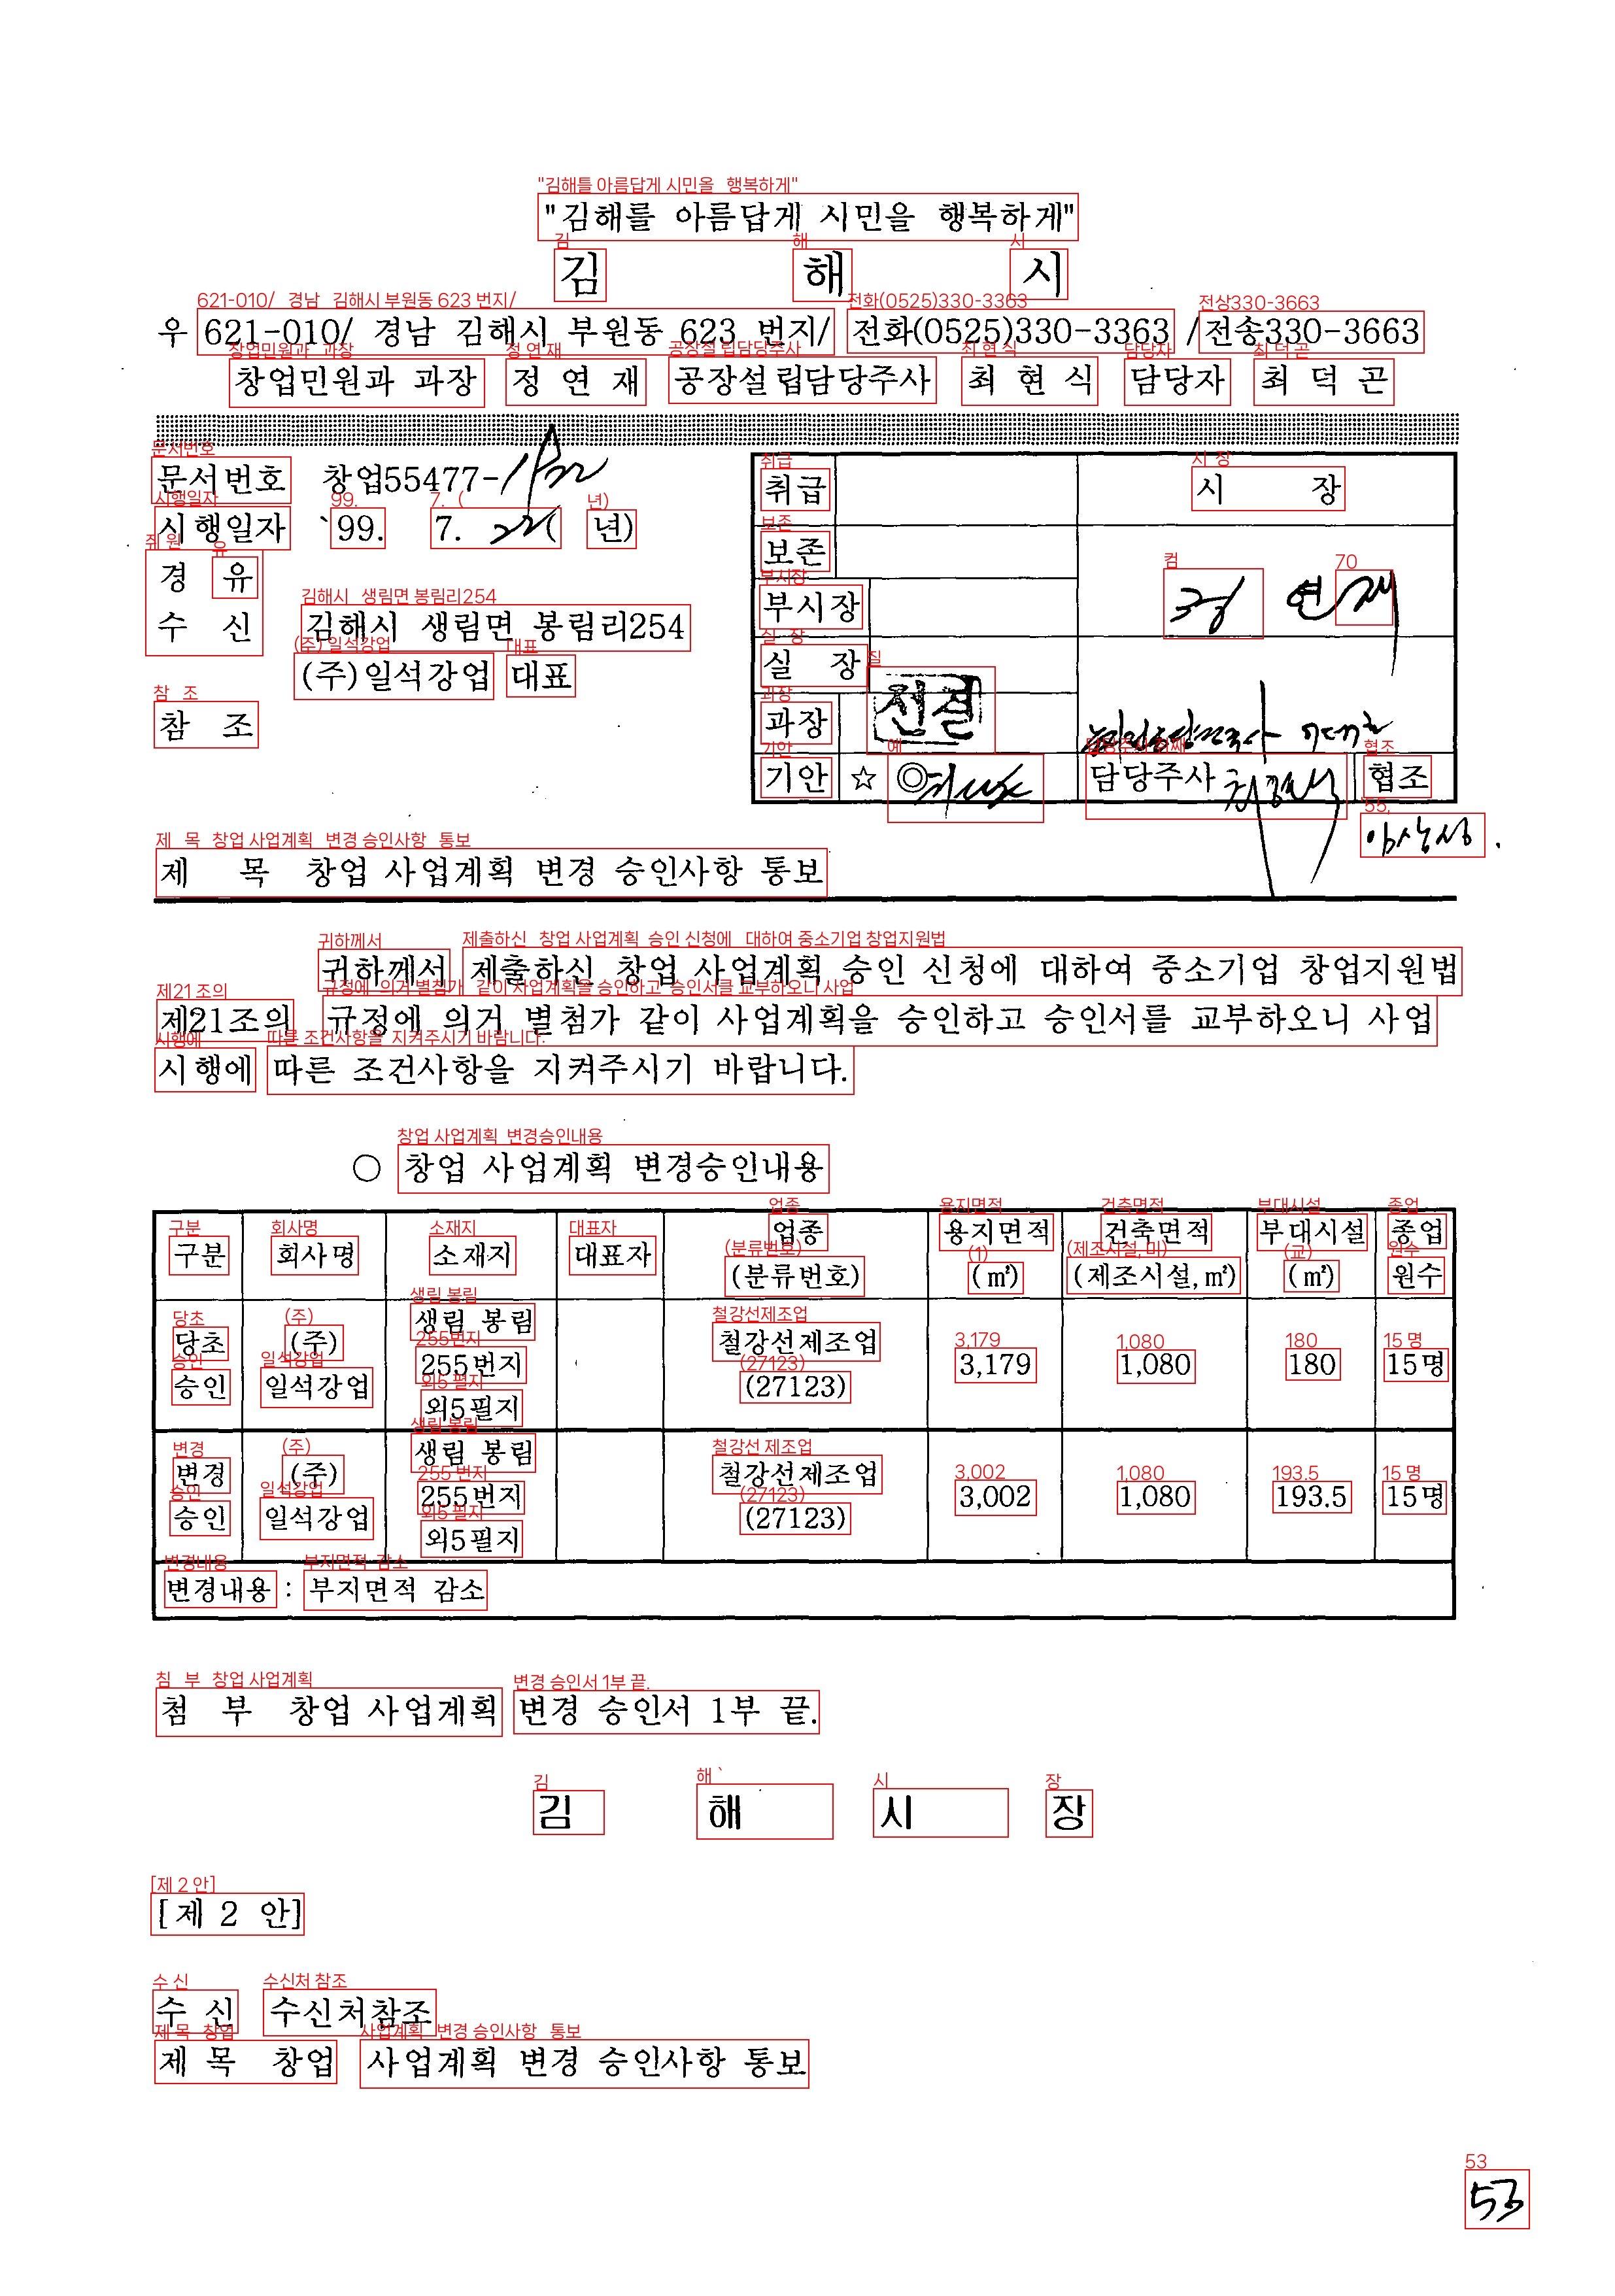 "김해를 아름답게 시민을 행복하게"
김 해 시
우 621-010/ 경남 김해시 부원동 623 번지/ 전화(0525)330-3363 /전송330-3663
창업민원과 과장 정 연 재 공장설립담당주사 최 현 식 담당자 최 덕 곤
문서번호 창업55477-
시행일자 `99. 7. 22( 년)
경 유
수 신 김해시 생림면 봉림리254
(주)일석강업 대표
참 조
취급 시 장
보존
부시장
실 장
과장 전결
기안 ☆ ◎ 담당주사 협조
제 목 창업 사업계획 변경 승인사항 통보
귀하께서 제출하신 창업 사업계획 승인 신청에 대하여 중소기업 창업지원법
제21조의 규정에 의거 별첨가 같이 사업계획을 승인하고 승인서를 교부하오니 사업
시행에 따른 조건사항을 지켜주시기 바랍니다.
○ 창업 사업계획 변경승인내용
구분 회사명 소재지 대표자 업종 (분류번호) 용지면적 (㎡) 건축면적 (제조시설,㎡) 부대시설 (㎡) 종업 원수
당초 승인 (주) 일석강업 생림 봉림 255번지 외5필지 철강선제조업 (27123) 3,179 1,080 180 15명
변경 승인 (주) 일석강업 생림 봉림 255번지 외5필지 철강선제조업 (27123) 3,002 1,080 193.5 15명
변경내용 : 부지면적 감소
첨 부 창업 사업계획 변경 승인서 1부 끝.
김 해 시 장
[제 2 안]
수 신 수신처참조
제 목 창업 사업계획 변경 승인사항 통보
53